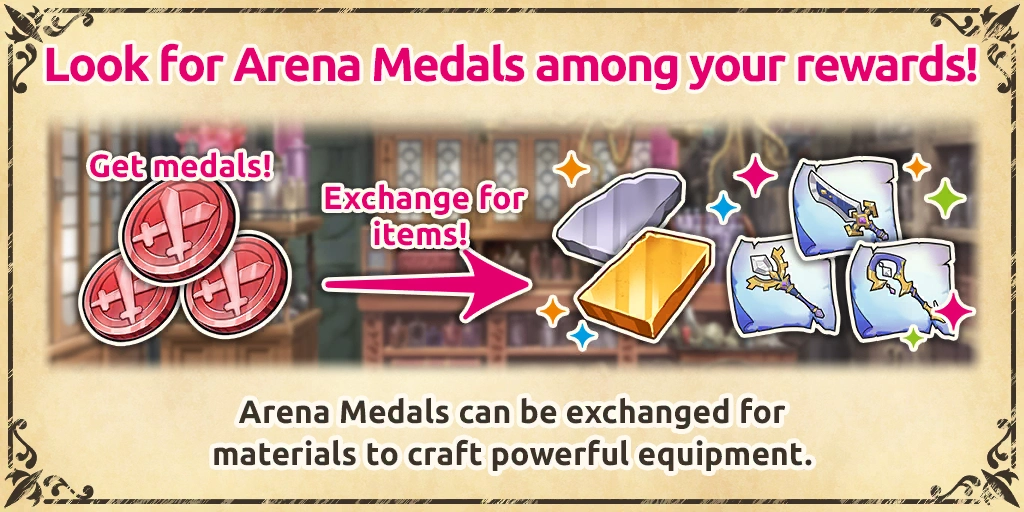 Look for Arena Medals among your rewards!
Get medals!
Exchange for
items!
Arena Medals can be exchanged for
materials to craft powerful equipment.